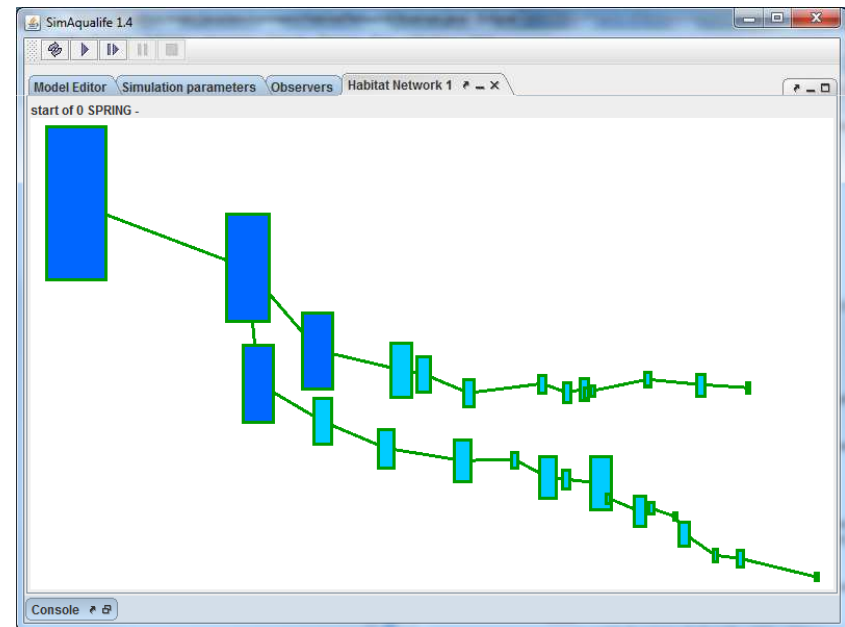 SimAqualife 1.4
Model Editor Simulation parameters Observers Habitat Network 1
start of 0 SPRING -
Console